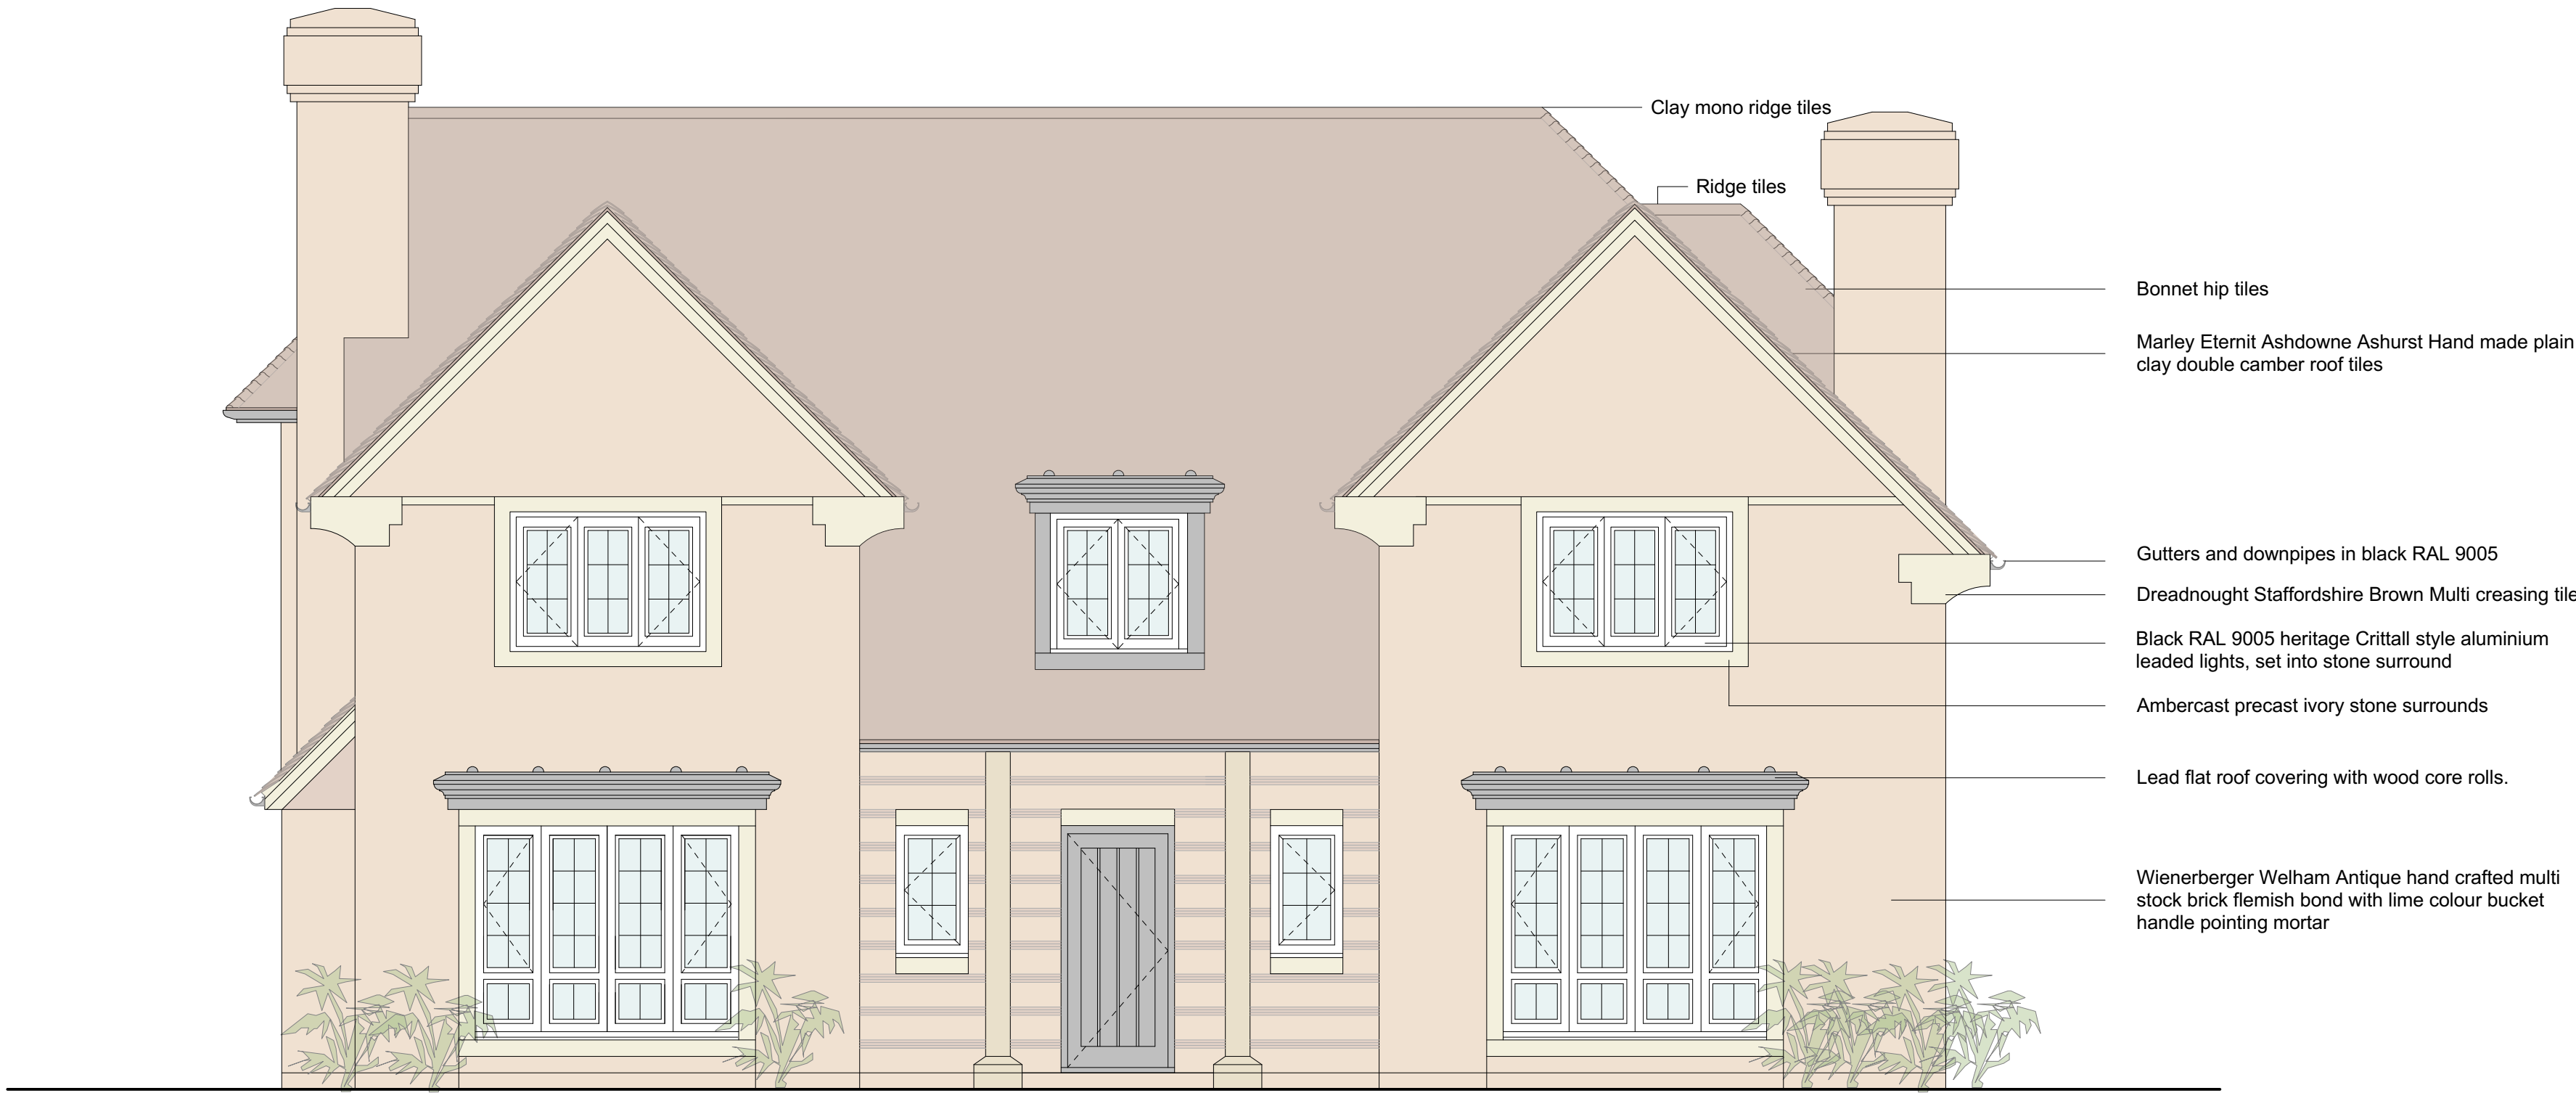 Clay mono ridge tiles
Ridge tiles
Bonnet hip tiles
Marley Eternit Ashdowne Ashurst Hand made plain
clay double camber roof tiles
Gutters and downpipes in black RAL 9005
Dreadnought Staffordshire Brown Multi creasing tile
Black RAL 9005 heritage Crittall style aluminium
leaded lights, set into stone surround
Ambercast precast ivory stone surrounds
Lead flat roof covering with wood core rolls.
Wienerberger Welham Antique hand crafted multi
stock brick flemish bond with lime colour bucket
handle pointing mortar